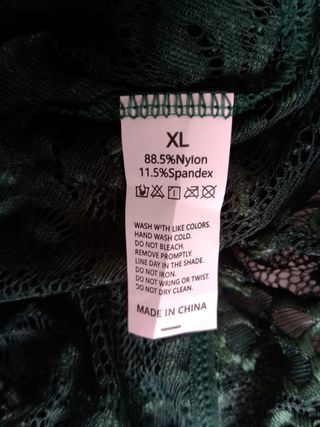 XL
88.5%Nylon
11.5%Spandex
WASH WITH LIKE COLORS.
HAND WASH COLD.
DO NOT BLEACH.
REMOVE PROMPTLY.
LINE DAY IN THE SHADE.
DO NOT IRON.
DO NOT WRING OR TWIST.
DO NOT DRY CLEAN.
MADE IN CHINA